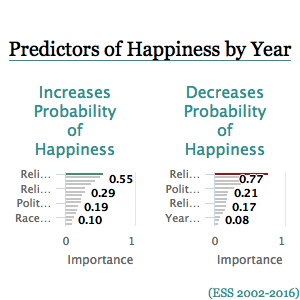 Predictors of Happiness by Year
Increases
Probability
of
Happiness
Reli...
0.55
Reli...
0.29
Polit...
0.19
Race...
0.10
0
1
Importance
Decreases
Probability
of
Happiness
Reli...
0.77
Polit...
0.21
Reli...
0.17
Year...
0.08
0
1
Importance
(ESS 2002-2016)